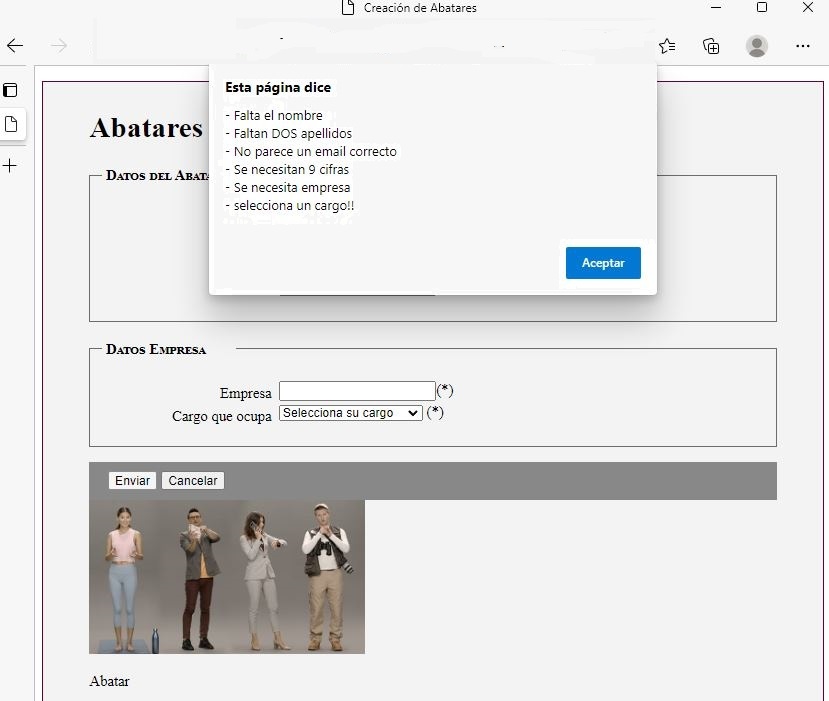 Creación de Abatares
Esta página dice
- Falta el nombre
- Faltan DOS apellidos
- No parece un email correcto
- Se necesitan 9 cifras
- Se necesita empresa
- selecciona un cargo!!
Aceptar
Abatares
DATOS DEL ABATA
DATOS EMPRESA
Empresa (*)
Cargo que ocupa Selecciona su cargo (*)
Enviar Cancelar
Abatar